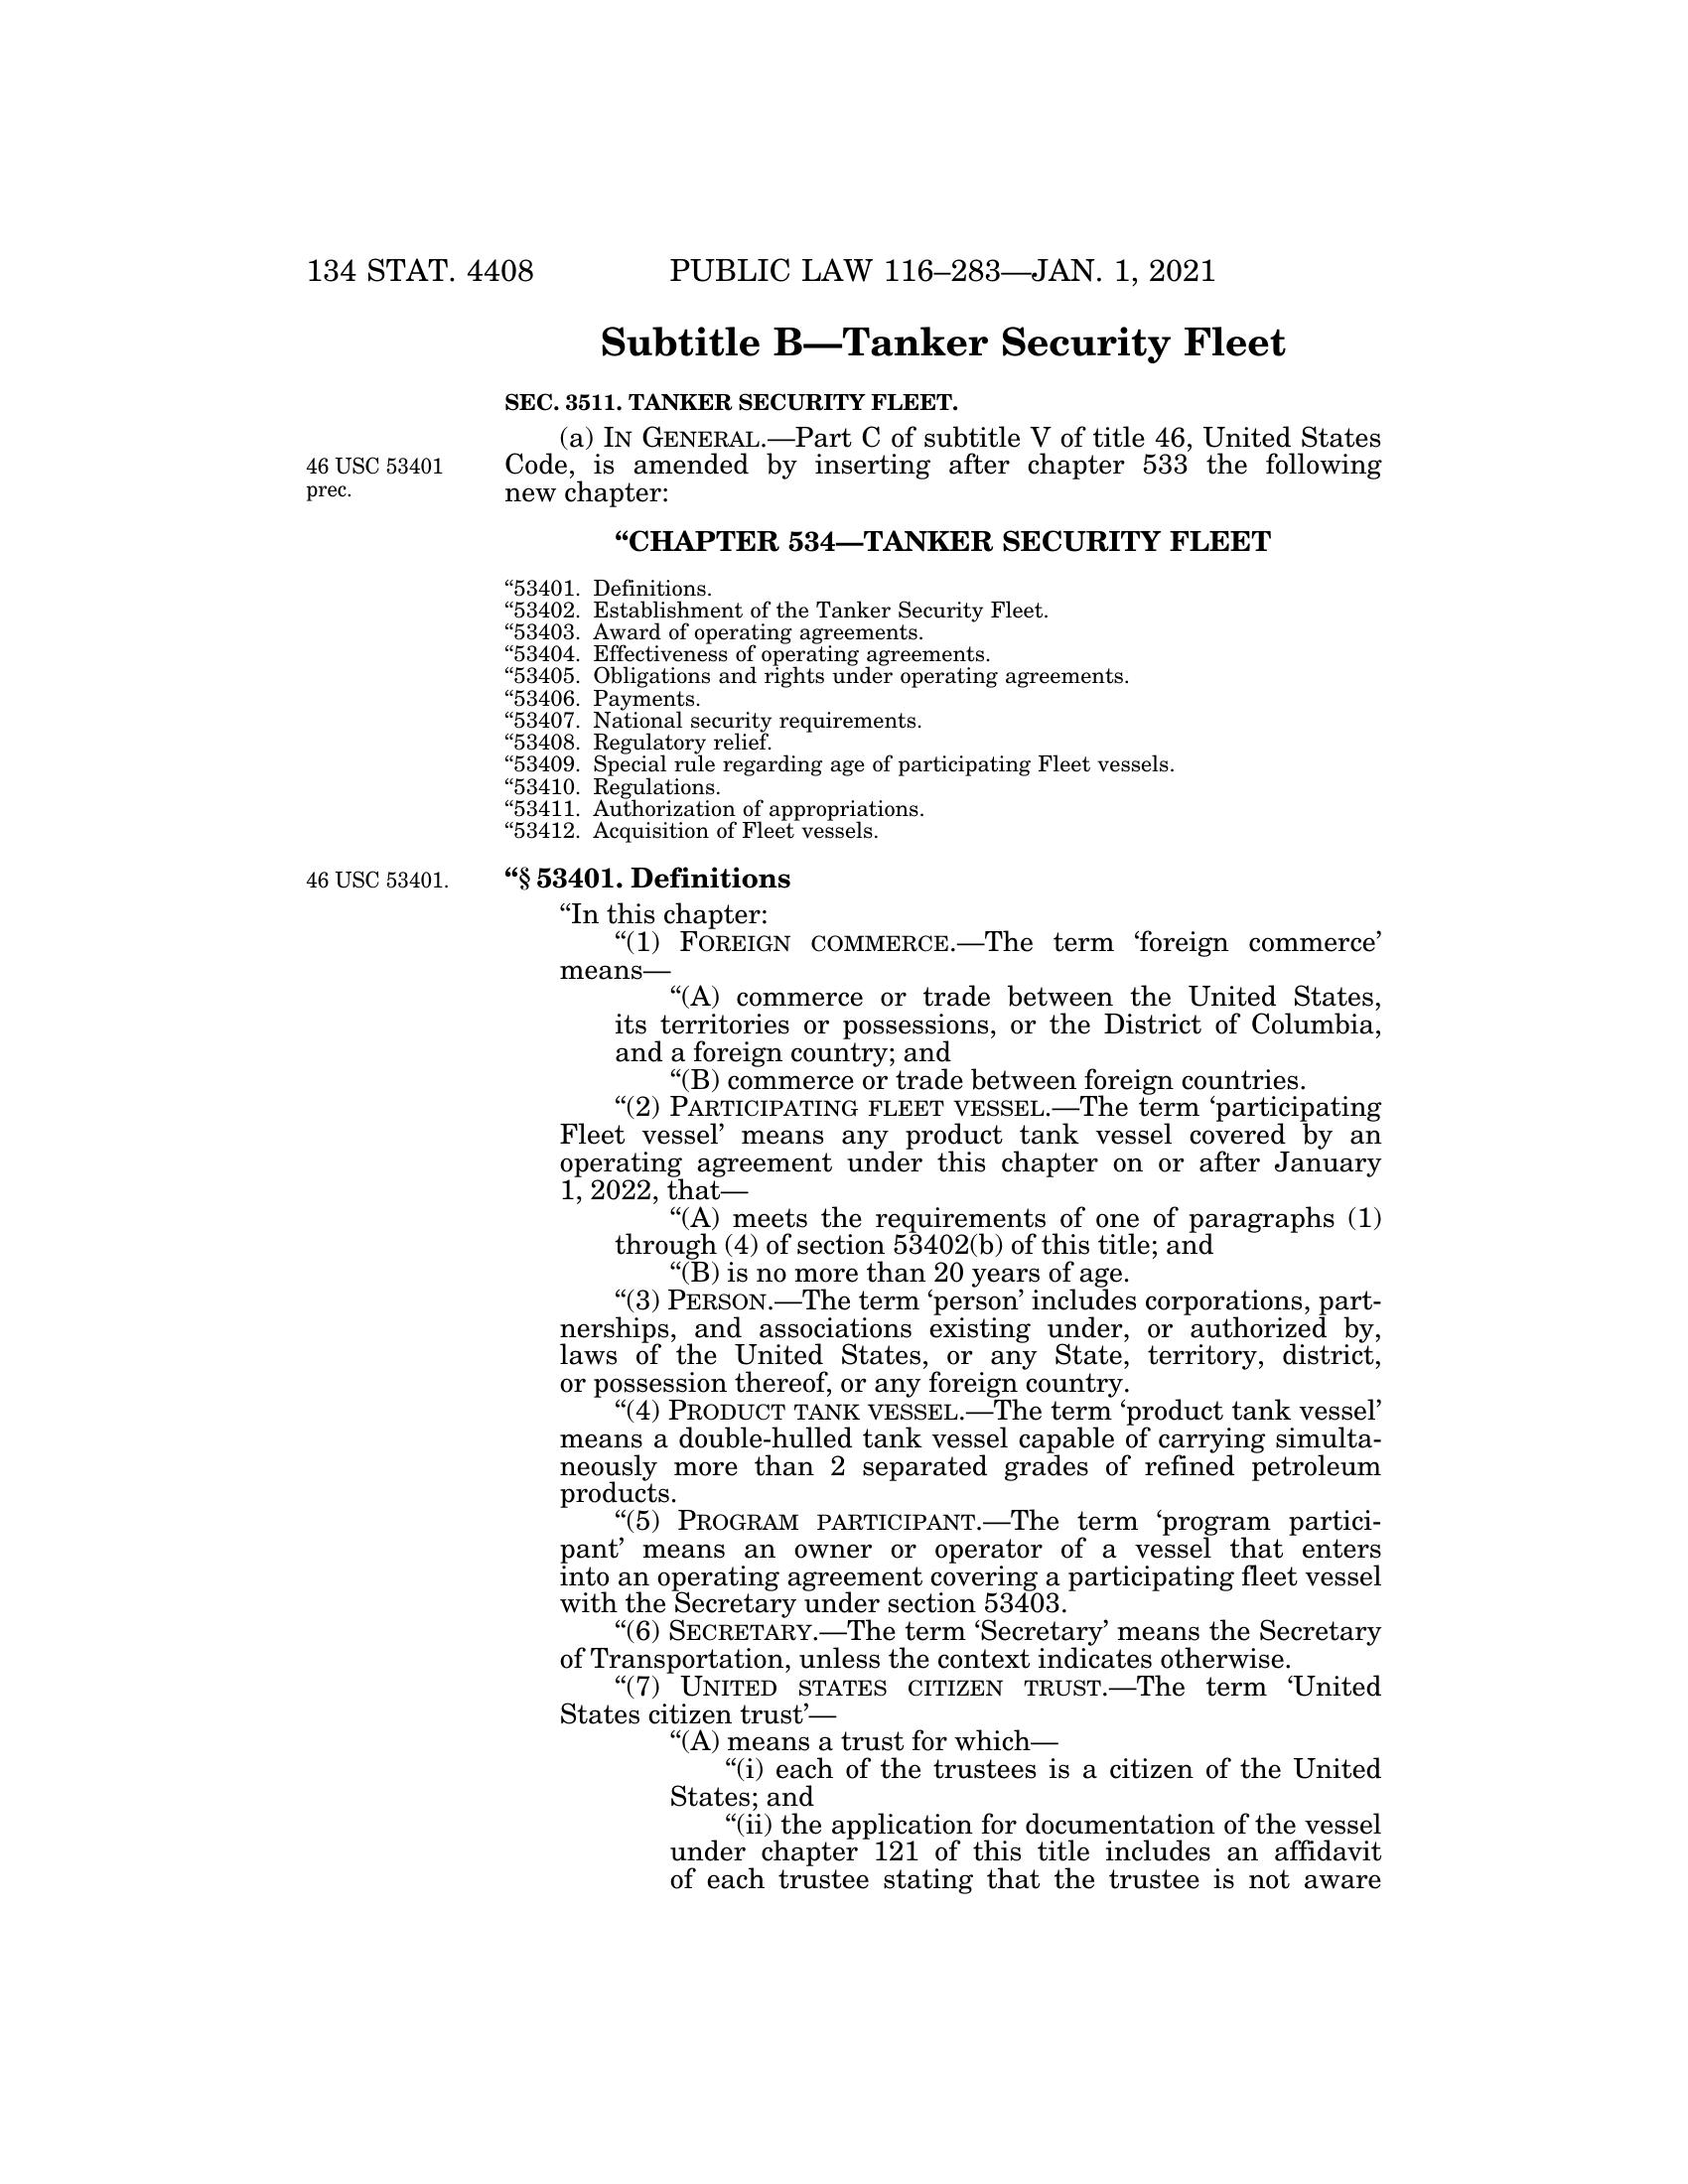 134 STAT. 4408 PUBLIC LAW 116–283—JAN. 1, 2021
Subtitle B—Tanker Security Fleet
SEC. 3511. TANKER SECURITY FLEET.
(a) IN GENERAL.—Part C of subtitle V of title 46, United States
Code, is amended by inserting after chapter 533 the following
new chapter:
46 USC 53401
prec.
“CHAPTER 534—TANKER SECURITY FLEET
“53401. Definitions.
“53402. Establishment of the Tanker Security Fleet.
“53403. Award of operating agreements.
“53404. Effectiveness of operating agreements.
“53405. Obligations and rights under operating agreements.
“53406. Payments.
“53407. National security requirements.
“53408. Regulatory relief.
“53409. Special rule regarding age of participating Fleet vessels.
“53410. Regulations.
“53411. Authorization of appropriations.
“53412. Acquisition of Fleet vessels.
46 USC 53401.
“§ 53401. Definitions
“In this chapter:
“(1) FOREIGN COMMERCE.—The term ‘foreign commerce’
means—
“(A) commerce or trade between the United States,
its territories or possessions, or the District of Columbia,
and a foreign country; and
“(B) commerce or trade between foreign countries.
“(2) PARTICIPATING FLEET VESSEL.—The term ‘participating
Fleet vessel’ means any product tank vessel covered by an
operating agreement under this chapter on or after January
1, 2022, that—
“(A) meets the requirements of one of paragraphs (1)
through (4) of section 53402(b) of this title; and
“(B) is no more than 20 years of age.
“(3) PERSON.—The term ‘person’ includes corporations, part-
nerships, and associations existing under, or authorized by,
laws of the United States, or any State, territory, district,
or possession thereof, or any foreign country.
“(4) PRODUCT TANK VESSEL.—The term ‘product tank vessel’
means a double-hulled tank vessel capable of carrying simulta-
neously more than 2 separated grades of refined petroleum
products.
“(5) PROGRAM PARTICIPANT.—The term ‘program partici-
pant’ means an owner or operator of a vessel that enters
into an operating agreement covering a participating fleet vessel
with the Secretary under section 53403.
“(6) SECRETARY.—The term ‘Secretary’ means the Secretary
of Transportation, unless the context indicates otherwise.
“(7) UNITED STATES CITIZEN TRUST.—The term ‘United
States citizen trust’—
“(A) means a trust for which—
“(i) each of the trustees is a citizen of the United
States; and
“(ii) the application for documentation of the vessel
under chapter 121 of this title includes an affidavit
of each trustee stating that the trustee is not aware